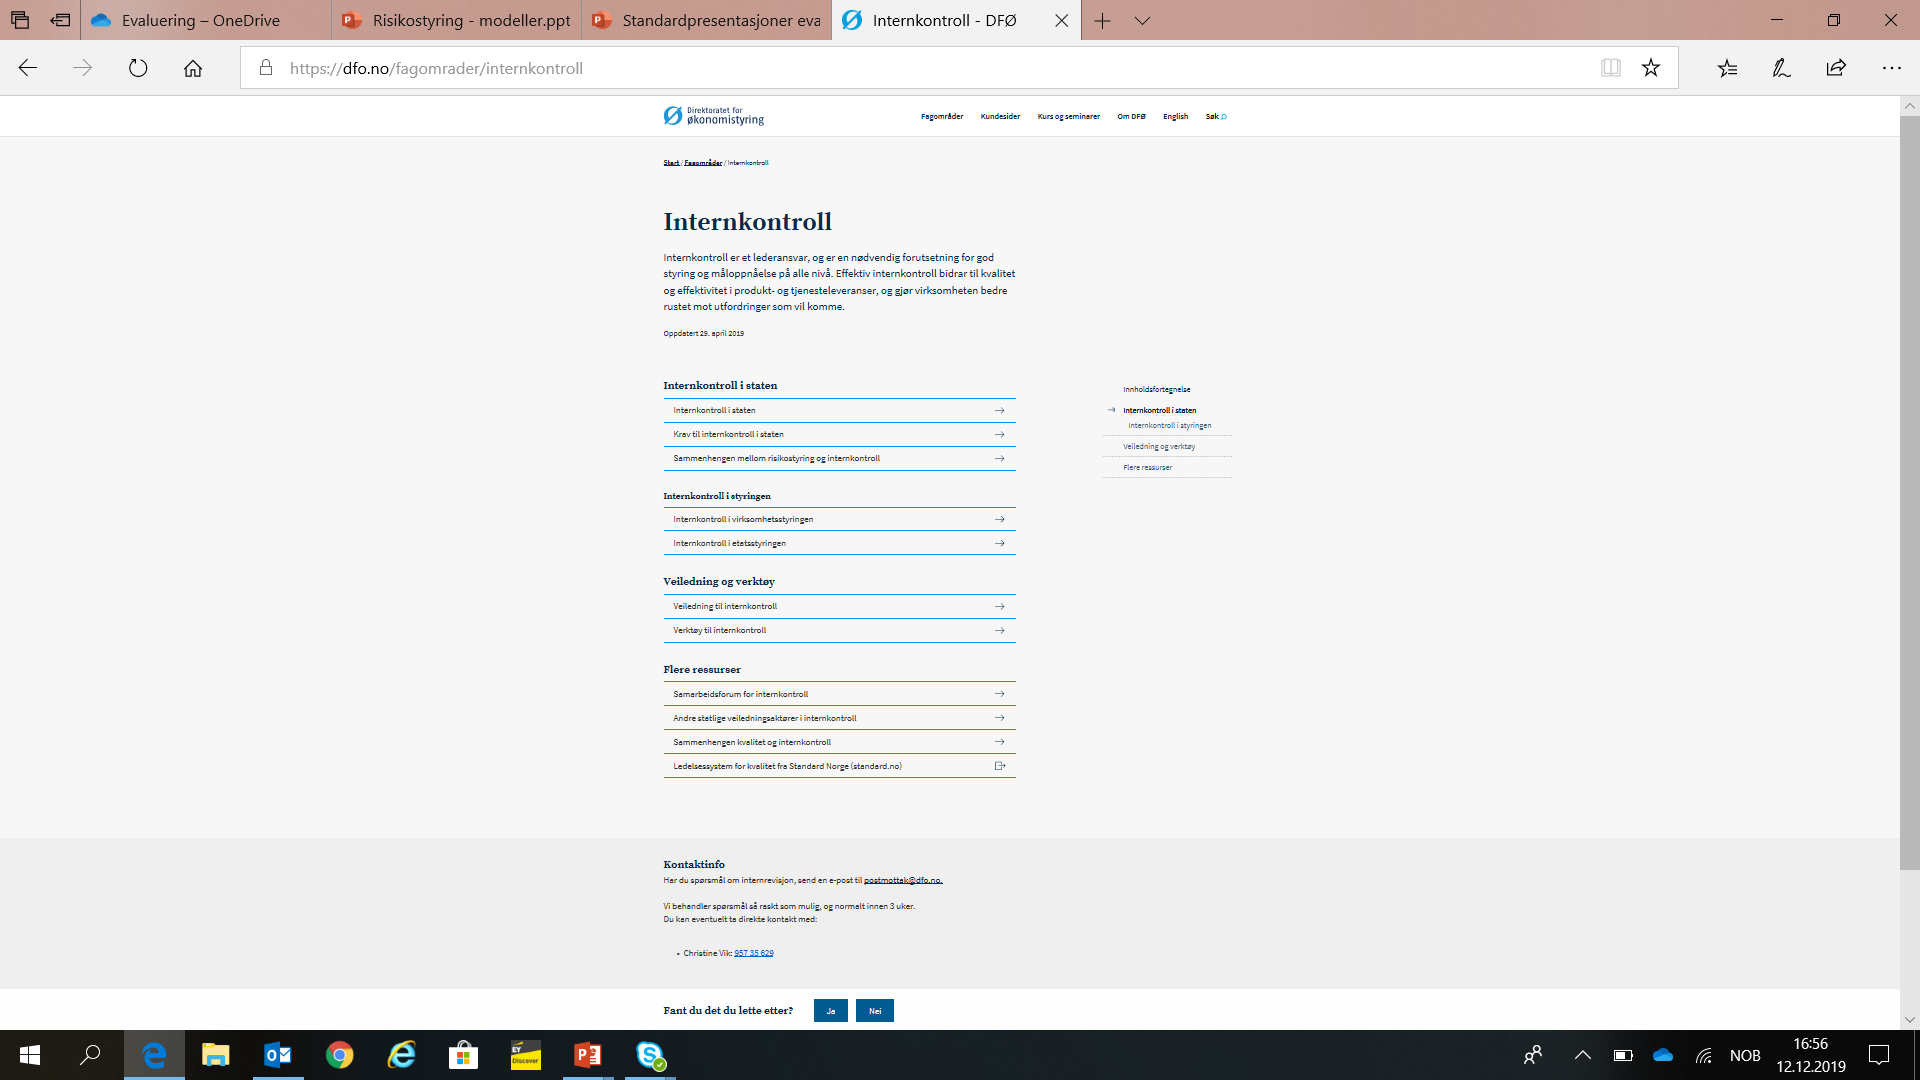 Evaluering – OneDrive
Risikostyring - modeller.ppt
Standardpresentasjoner eva
Internkontroll - DFØ
https://dfo.no/fagomrader/internkontroll
Direktoratet for
økonomistyring
Fagområder Kundesider Kurs og seminarer Om DFØ English Søk
Start / Fagområder / Internkontroll
Internkontroll
Internkontroll er et lederansvar, og er en nødvendig forutsetning for god
styring og måloppnåelse på alle nivå. Effektiv internkontroll bidrar til kvalitet
og effektivitet i produkt- og tjenesteleveranser, og gjør virksomheten bedre
rustet mot utfordringer som vil komme.
Oppdatert 29. april 2019
Internkontroll i staten
Internkontroll i staten
Krav til internkontroll i staten
Sammenhengen mellom risikostyring og internkontroll
Internkontroll i styringen
Internkontroll i virksomhetsstyringen
Internkontroll i etatsstyringen
Veiledning og verktøy
Veiledning til internkontroll
Verktøy til internkontroll
Flere ressurser
Samarbeidsforum for internkontroll
Andre statlige veiledningsaktører i internkontroll
Sammenhengen kvalitet og internkontroll
Ledelsessystem for kvalitet fra Standard Norge (standard.no)
Innholdsfortegnelse
Internkontroll i staten
Internkontroll i styringen
Veiledning og verktøy
Flere ressurser
Kontaktinfo
Har du spørsmål om internrevisjon, send en e-post til postmottak@dfo.no.
Vi behandler spørsmål så raskt som mulig, og normalt innen 3 uker.
Du kan eventuelt ta direkte kontakt med:
• Christine Vik: 957 35 629
Fant du det du lette etter? Ja Nei
EY
Discover
NOB
16:56
12.12.2019